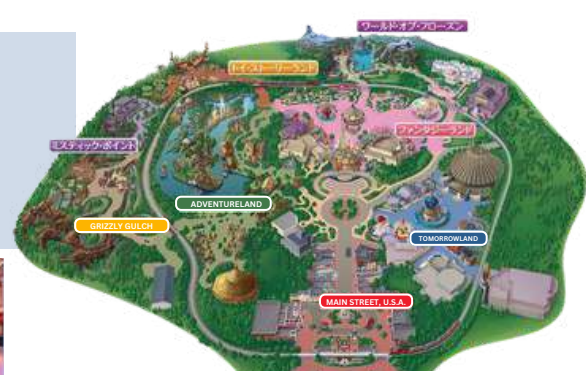 ワールド・オブ・フローズン
トイ・ストーリーランド
ファンタジーランド
ミスティック・ポイント
ADVENTURELAND
GRIZZLY GULCH
TOMORROWLAND
MAIN STREET, U.S.A.